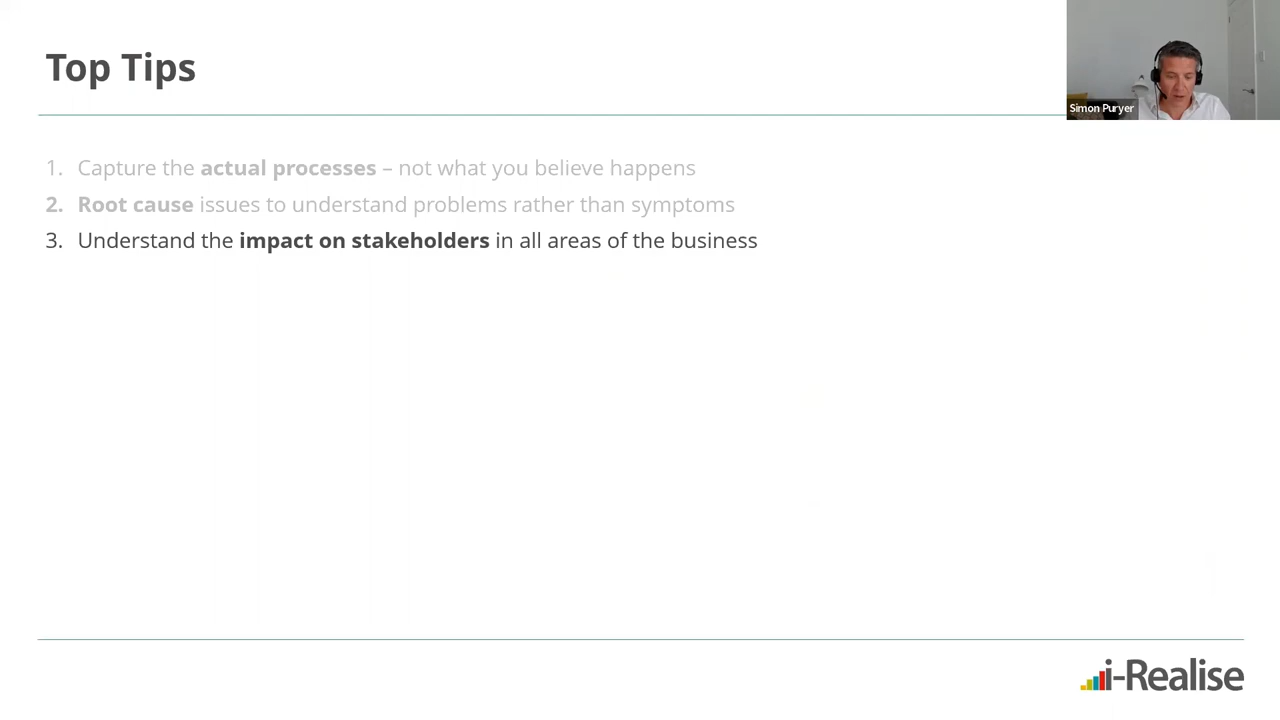 Top Tips
Simon Puryer
1. Capture the actual processes – not what you believe happens
2. Root cause issues to understand problems rather than symptoms
3. Understand the impact on stakeholders in all areas of the business
i-Realise